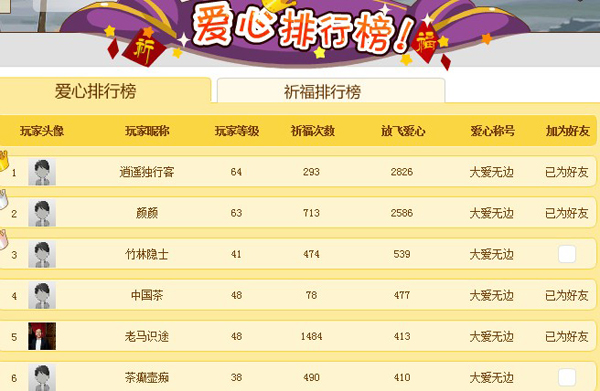 爱心排行榜!
祈 福
爱心排行榜 祈福排行榜
玩家头像 玩家昵称 玩家等级 祈福次数 放飞爱心 爱心称号 加为好友
1 逍遥独行客 64 293 2826 大爱无边 已为好友
2 颜颜 63 713 2586 大爱无边 已为好友
3 竹林隐士 41 474 539 大爱无边
4 中国茶 48 78 477 大爱无边 已为好友
5 老马识途 48 1484 413 大爱无边 已为好友
6 茶癫壶痴 38 490 410 大爱无边